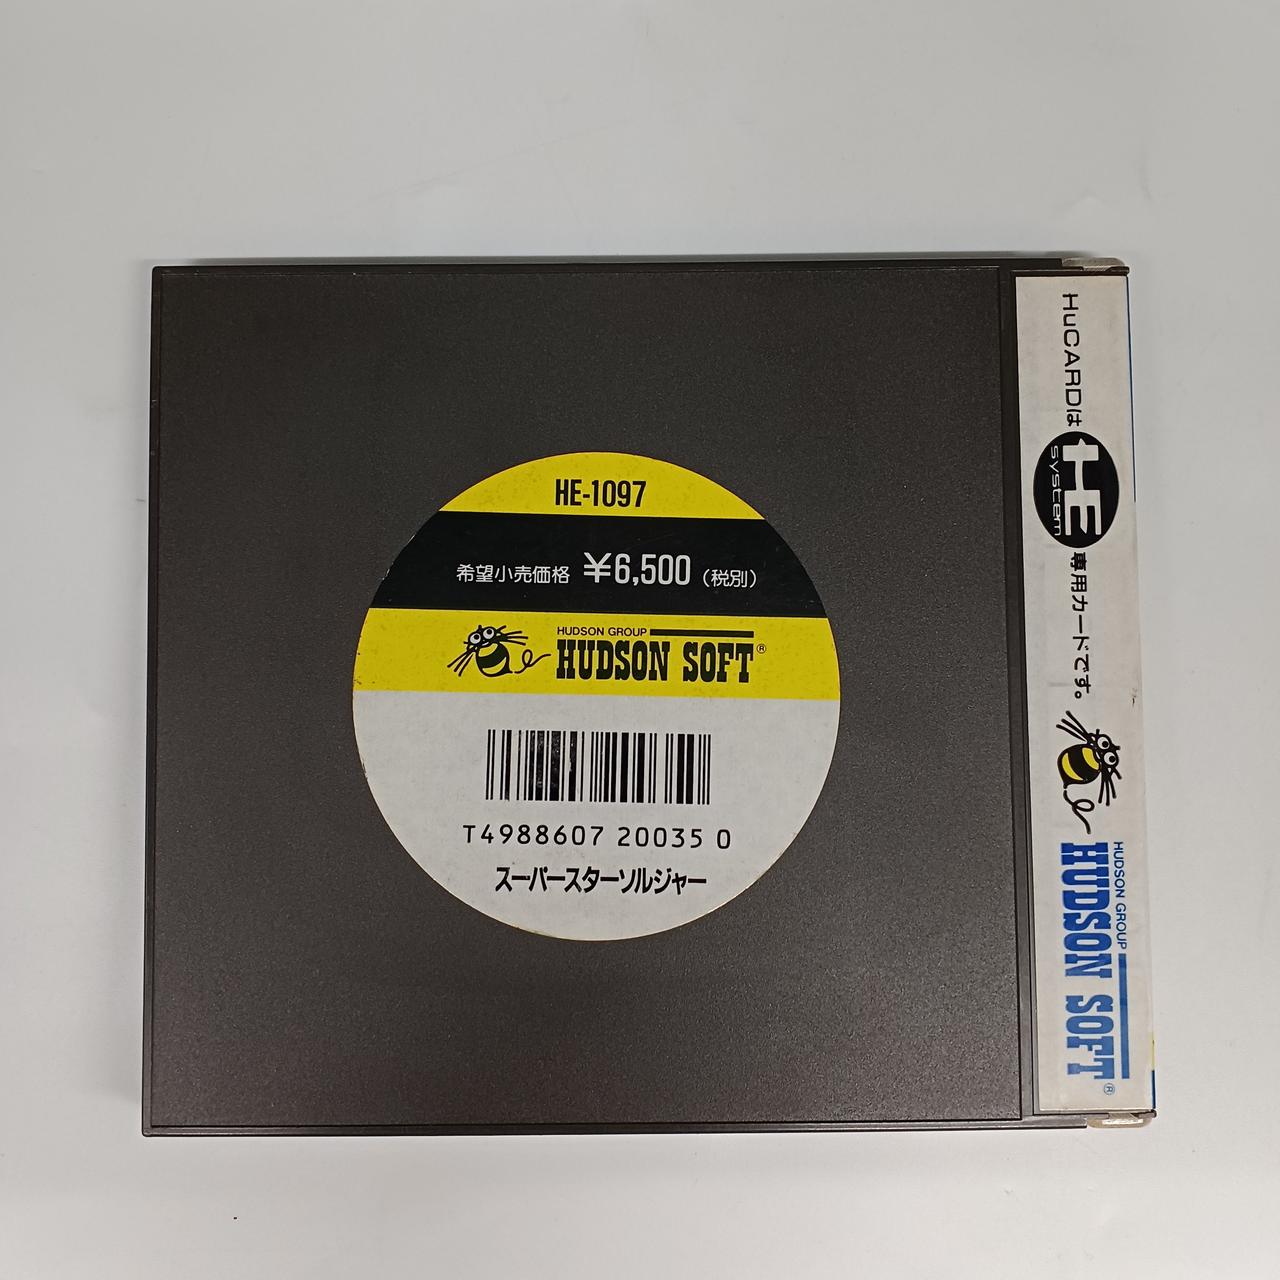 HE-1097
希望小売価格 ¥6,500 (税別)
HUDSON GROUP
HUDSON SOFT®
T4988607 20035 0
スーパースターソルジャー
HuCARDは HE system 専用カードです。
HUDSON GROUP
HUDSON SOFT®